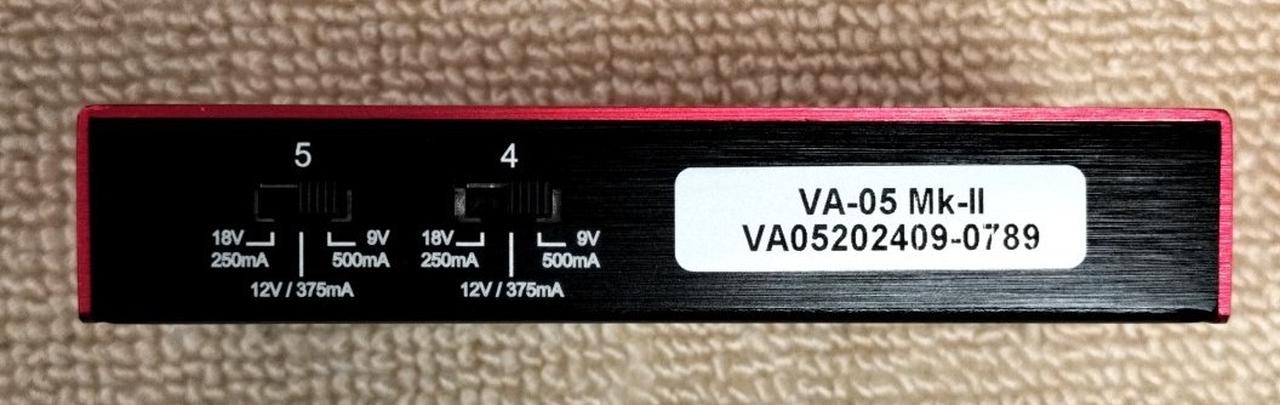 5 4
18V 9V 18V 9V
250mA 500mA 250mA 500mA
12V / 375mA 12V / 375mA
VA-05 Mk-II
VA05202409-0789